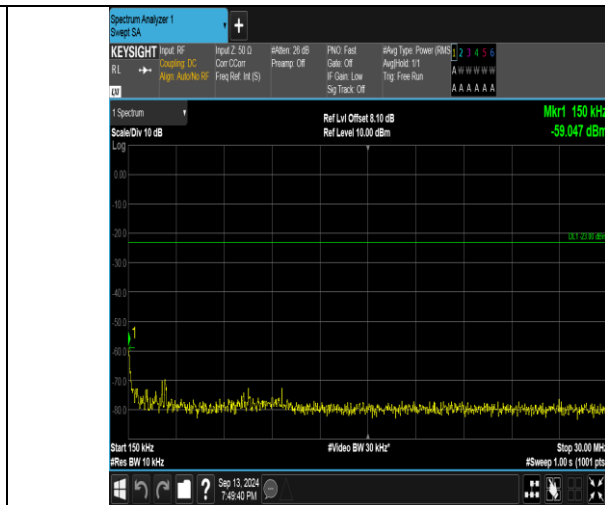 Spectrum Analyzer 1
Swept SA
+
KEYSIGHT Input: RF Input Z: 50 Ω #Atten: 26 dB PNO: Fast #Avg Type: Power (RMS 1 2 3 4 5 6
RL Coupling: DC Corr CCorr Preamp: Off Gate: Off Avg|Hold: 1/1 A W W W W W
Align: Auto/No RF Freq Ref: Int (S) IF Gain: Low Trig: Free Run
Sig Track: Off A A A A A A
LXI
1 Spectrum Ref Lvl Offset 8.10 dB Mkr1 150 kHz
Scale/Div 10 dB Ref Level 10.00 dBm -59.047 dBm
Log
0.00
-10.0
-20.0
DL1 -23.00 dBm
-30.0
-40.0
-50.0
1
-60.0
-70.0
-80.0
Start 150 kHz #Video BW 30 kHz* Stop 30.00 MHz
#Res BW 10 kHz #Sweep 1.00 s (1001 pts
? Sep 13, 2024
7:49:40 PM